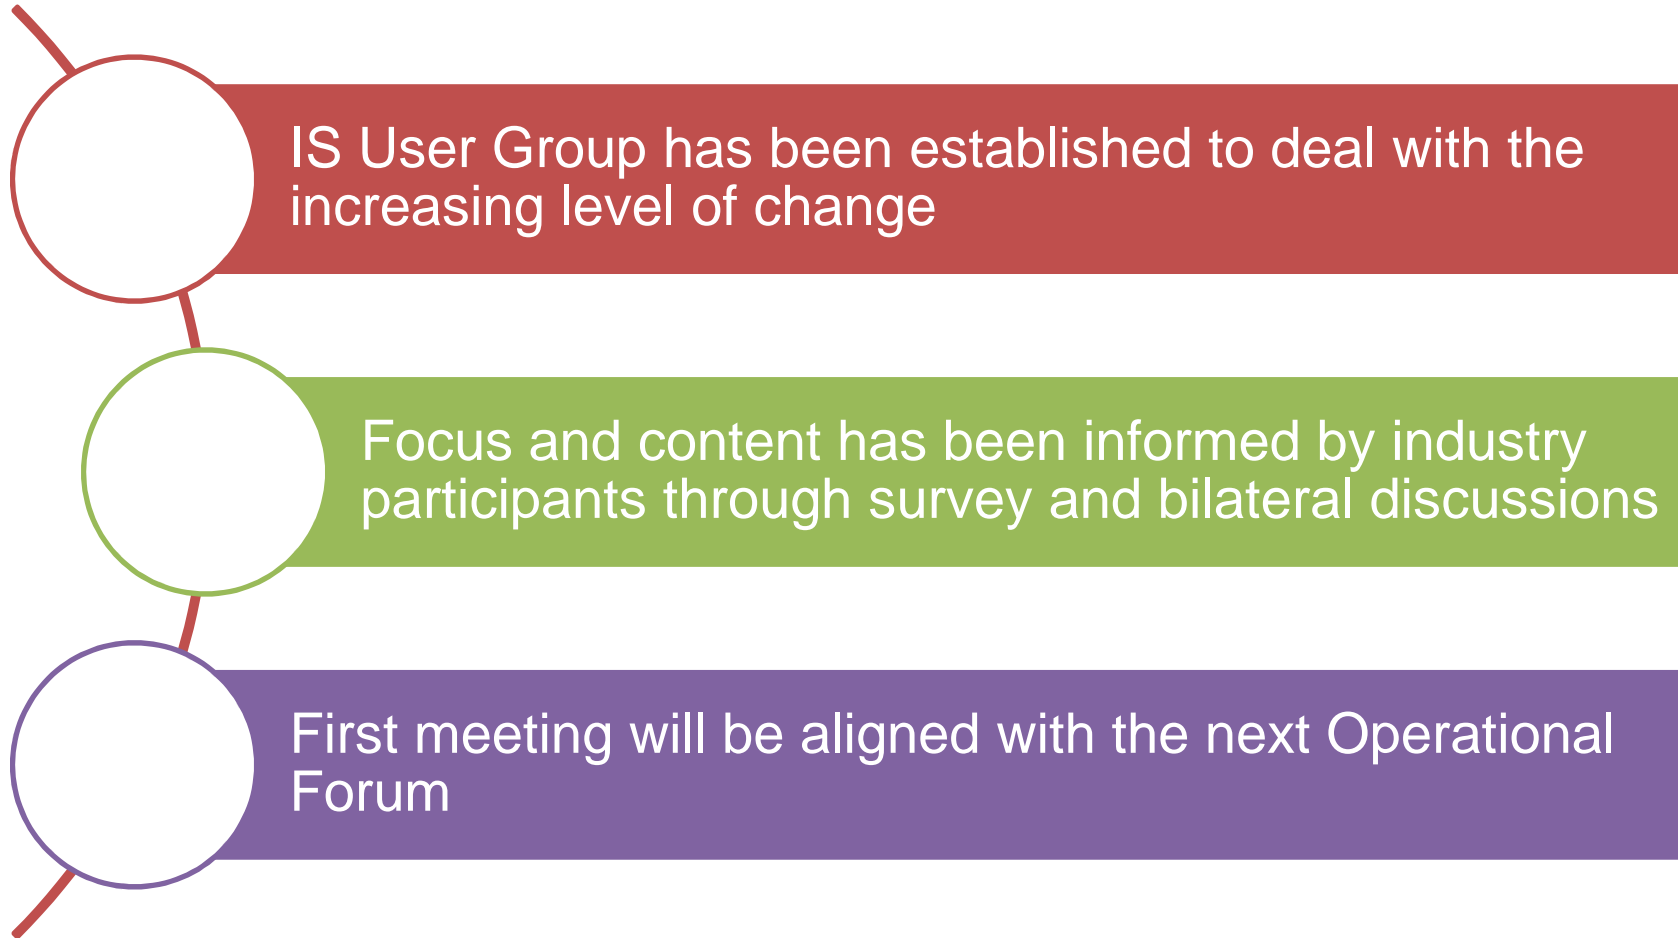 IS User Group has been established to deal with the
increasing level of change
Focus and content has been informed by industry
participants through survey and bilateral discussions
First meeting will be aligned with the next Operational
Forum